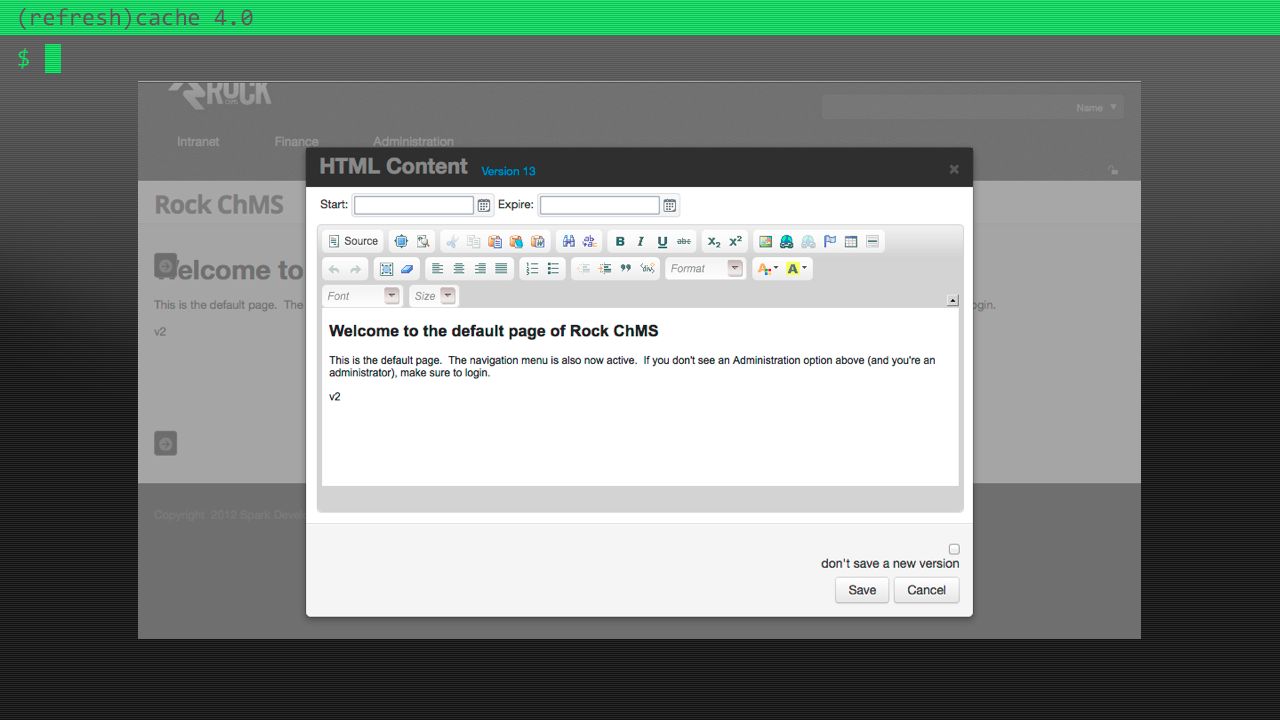 (refresh)cache 4.0
$
ROCK
Name
Intranet Finance Administration
HTML Content Version 13
Rock ChMS
Start: Expire:
Source
B I U abc X2 X2
Welcome to
Format
A A
Font Size
This is the default page. The
ogin.
v2
Welcome to the default page of Rock ChMS
This is the default page. The navigation menu is also now active. If you don't see an Administration option above (and you're an
administrator), make sure to login.
v2
Copyright 2012 Spark Develo
don't save a new version
Save Cancel